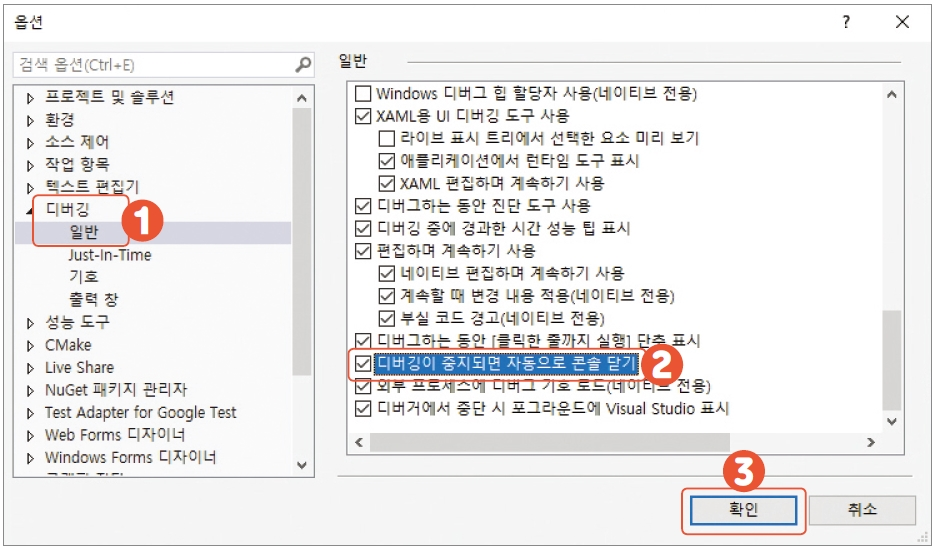 옵션
?
검색 옵션(Ctrl+E)
프로젝트 및 솔루션
환경
소스 제어
작업 항목
텍스트 편집기
디버깅
1
일반
Just-In-Time
기호
출력 창
성능 도구
CMake
Live Share
NuGet 패키지 관리자
Test Adapter for Google Test
Web Forms 디자이너
Windows Forms 디자이너
일반
Windows 디버그 힙 할당자 사용(네이티브 전용)
XAML용 UI 디버깅 도구 사용
라이브 표시 트리에서 선택한 요소 미리 보기
애플리케이션에서 런타임 도구 표시
XAML 편집하며 계속하기 사용
디버그하는 동안 진단 도구 사용
디버깅 중에 경과한 시간 성능 팁 표시
편집하며 계속하기 사용
네이티브 편집하며 계속하기 사용
계속할 때 변경 내용 적용(네이티브 전용)
부실 코드 경고(네이티브 전용)
디버그하는 동안 [클릭한 줄까지 실행] 단추 표시
디버깅이 중지되면 자동으로 콘솔 닫기
2
외부 프로세스에 디버그 기호 로드(네이티브 전용)
디버거에서 중단 시 포그라운드에 Visual Studio 표시
3
확인
취소